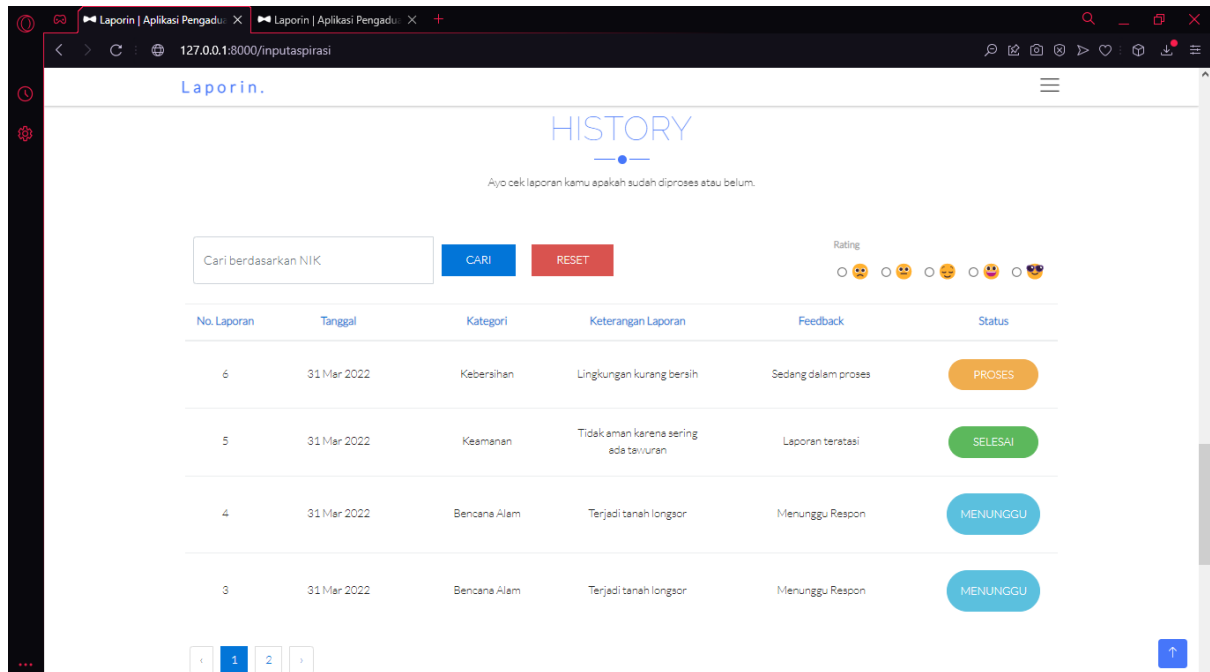 Laporin | Aplikasi Pengadua
Laporin | Aplikasi Pengadua
127.0.0.1:8000/inputaspirasi
Laporin.
HISTORY
Ayo cek laporan kamu apakah sudah diproses atau belum.
Cari berdasarkan NIK
CARI
RESET
Rating
No. Laporan Tanggal Kategori Keterangan Laporan Feedback Status
6 31 Mar 2022 Kebersihan Lingkungan kurang bersih Sedang dalam proses PROSES
5 31 Mar 2022 Keamanan Tidak aman karena sering
ada tawuran Laporan teratasi SELESAI
4 31 Mar 2022 Bencana Alam Terjadi tanah longsor Menunggu Respon MENUNGGU
3 31 Mar 2022 Bencana Alam Terjadi tanah longsor Menunggu Respon MENUNGGU
‹ 1 2 ›